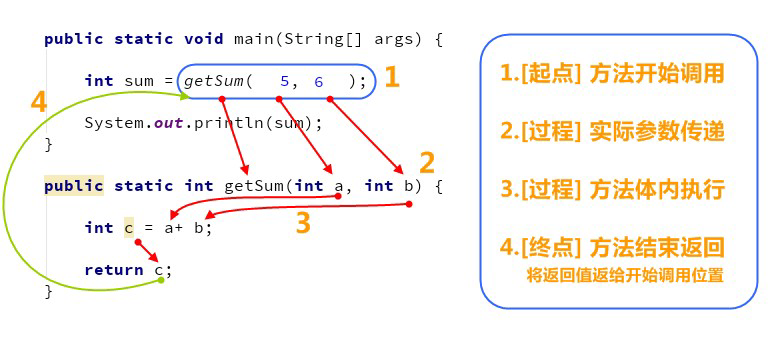 public static void main(String[] args) {
int sum = getSum( 5, 6 ); 1
4
System.out.println(sum);
}
2
public static int getSum(int a, int b) {
3
int c = a+ b;
return c;
}
1.[起点] 方法开始调用
2.[过程] 实际参数传递
3.[过程] 方法体内执行
4.[终点] 方法结束返回
将返回值返给开始调用位置